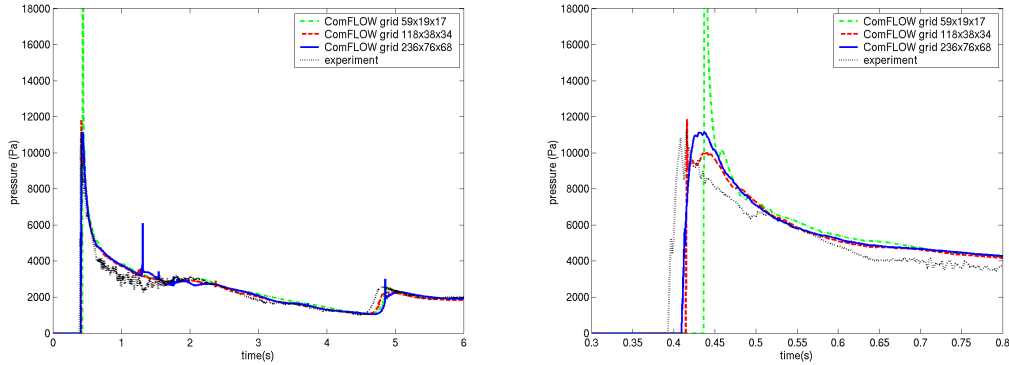 18000
16000
14000
12000
10000
8000
6000
4000
2000
0
pressure (Pa)
0 1 2 3 4 5 6
time(s)
ComFLOW grid 59x19x17
ComFLOW grid 118x38x34
ComFLOW grid 236x76x68
experiment
18000
16000
14000
12000
10000
8000
6000
4000
2000
0
pressure (Pa)
0.3 0.35 0.4 0.45 0.5 0.55 0.6 0.65 0.7 0.75 0.8
time(s)
ComFLOW grid 59x19x17
ComFLOW grid 118x38x34
ComFLOW grid 236x76x68
experiment